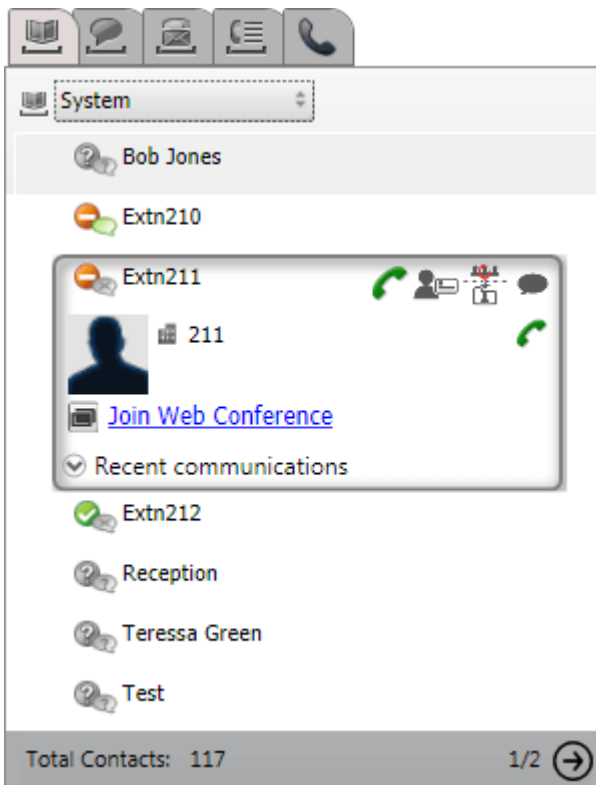 System
Bob Jones
Extn210
Extn211
211
Join Web Conference
Recent communications
Extn212
Reception
Teressa Green
Test
Total Contacts: 117 1/2